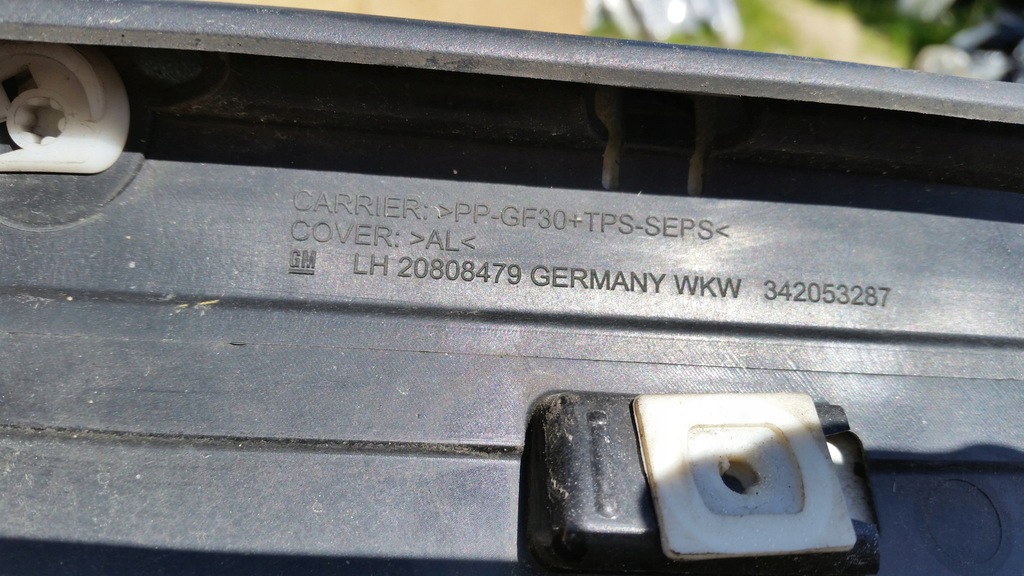 CARRIER: >PP-GF30+TPS-SEPS<
COVER: >AL<
GM LH 20808479 GERMANY WKW 342053287